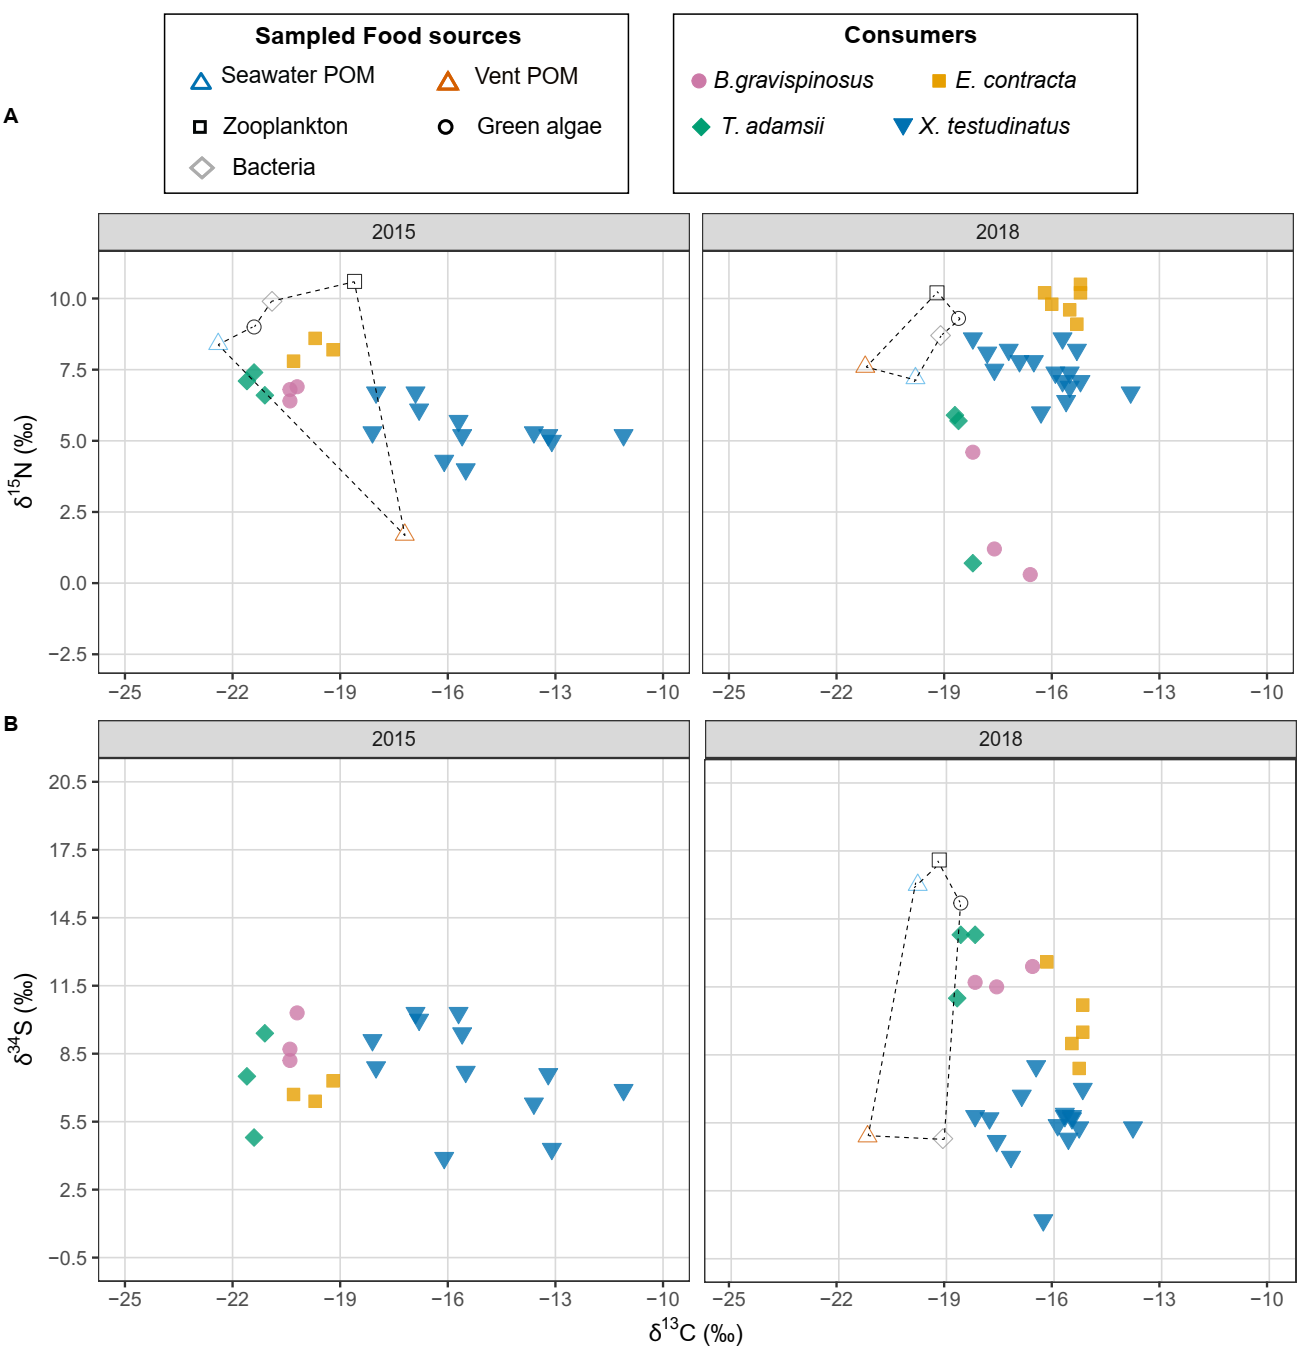 Sampled Food sources
Seawater POM
Vent POM
Zooplankton
Green algae
Bacteria
Consumers
B.gravispinosus
E. contracta
T. adamsii
X. testudinatus
A
2015
2018
10.0
7.5
5.0
2.5
0.0
−2.5
δ15N (‰)
−25 −22 −19 −16 −13 −10
−25 −22 −19 −16 −13 −10
B
2015
2018
20.5
17.5
14.5
11.5
8.5
5.5
2.5
−0.5
δ34S (‰)
−25 −22 −19 −16 −13 −10
−25 −22 −19 −16 −13 −10
δ13C (‰)